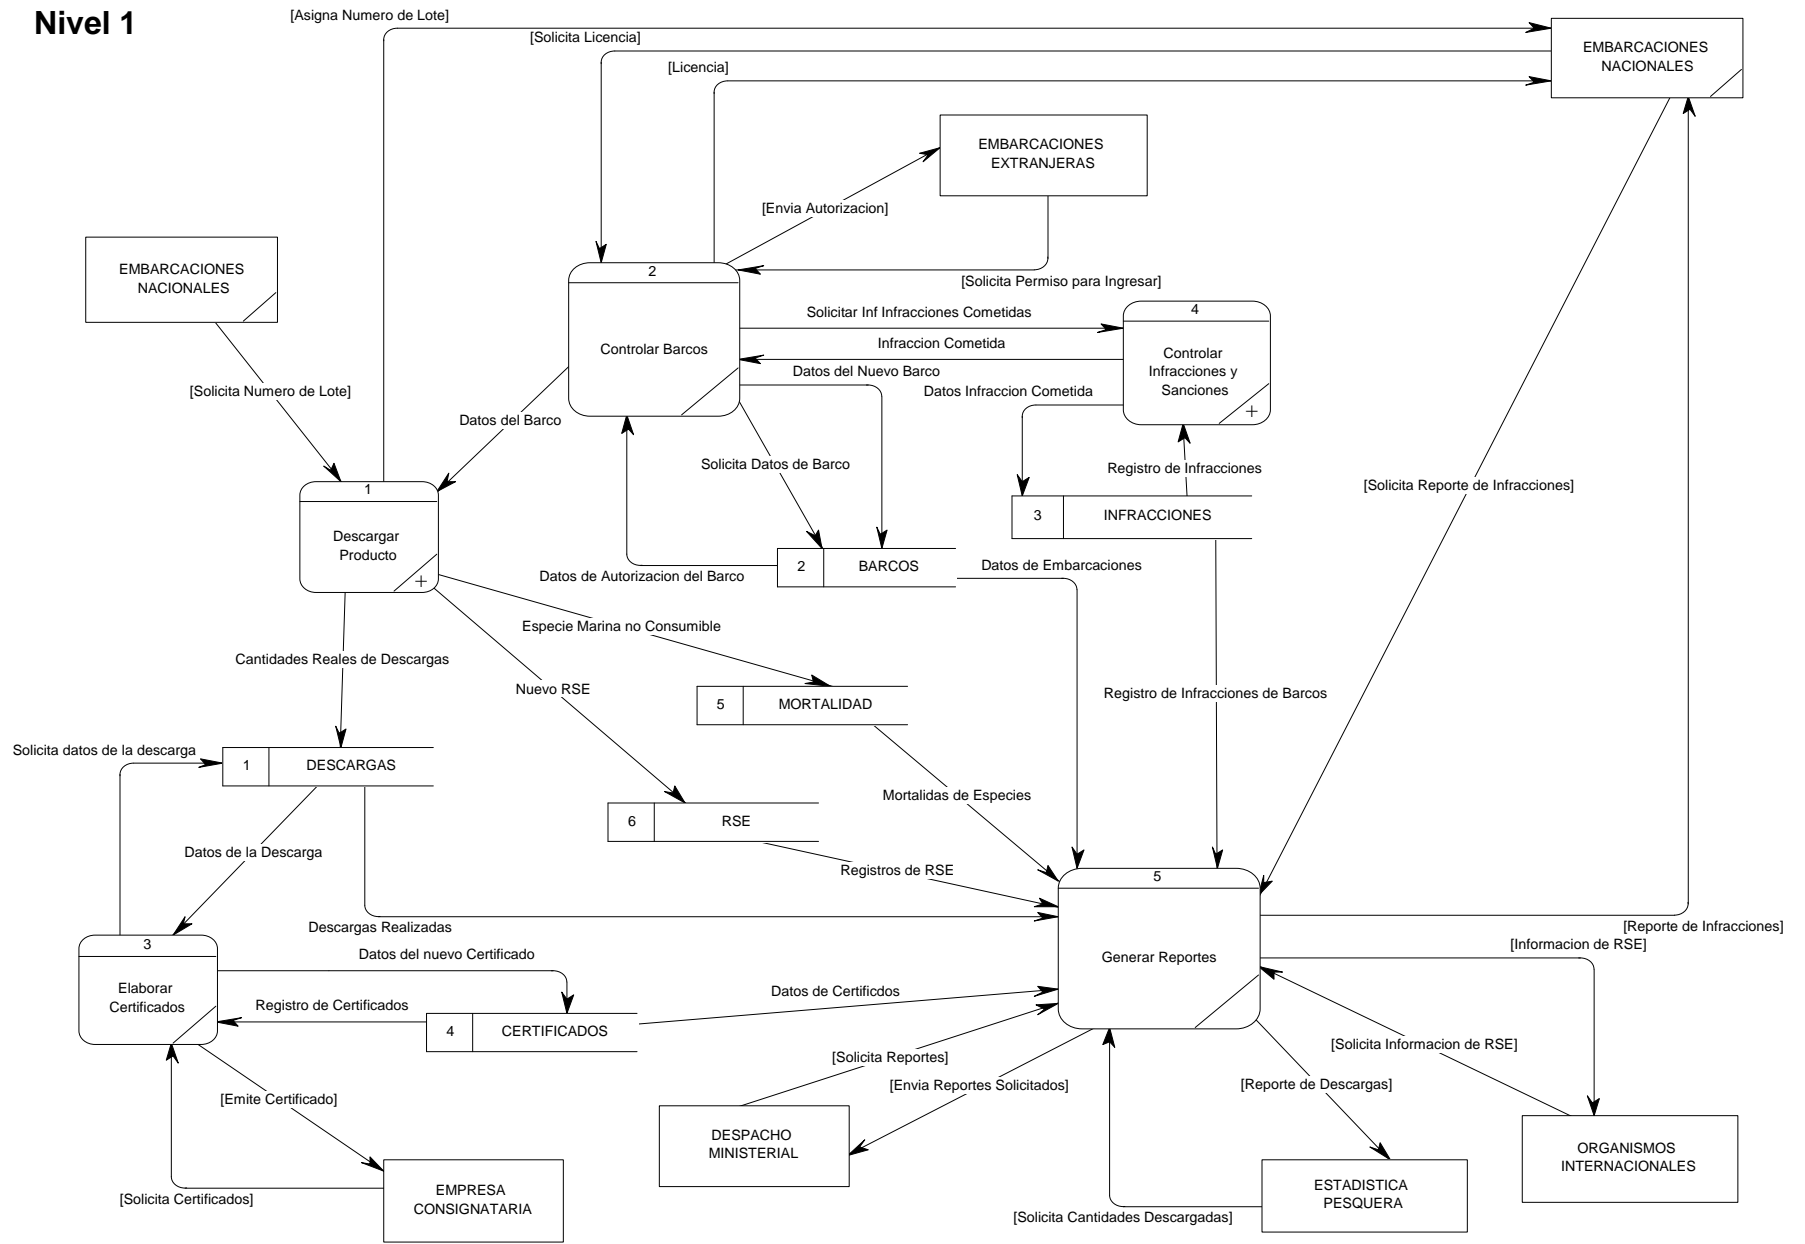 Nivel 1
[Asigna Numero de Lote]
[Solicita Licencia]
[Licencia]
EMBARCACIONES
NACIONALES
EMBARCACIONES
EXTRANJERAS
[Envia Autorizacion]
[Solicita Permiso para Ingresar]
EMBARCACIONES
NACIONALES
[Solicita Numero de Lote]
2
Controlar Barcos
Solicitar Inf Infracciones Cometidas
Infraccion Cometida
Datos del Nuevo Barco
Datos Infraccion Cometida
4
Controlar
Infracciones y
Sanciones
+
Datos del Barco
Solicita Datos de Barco
Registro de Infracciones
[Solicita Reporte de Infracciones]
1
Descargar
Producto
+
3
INFRACCIONES
2
BARCOS
Datos de Autorizacion del Barco
Datos de Embarcaciones
Especie Marina no Consumible
Cantidades Reales de Descargas
Nuevo RSE
5
MORTALIDAD
Registro de Infracciones de Barcos
Solicita datos de la descarga
1
DESCARGAS
Mortalidas de Especies
6
RSE
Datos de la Descarga
Registros de RSE
5
Generar Reportes
Descargas Realizadas
[Reporte de Infracciones]
[Informacion de RSE]
3
Elaborar
Certificados
Datos del nuevo Certificado
Registro de Certificados
4
CERTIFICADOS
Datos de Certificdos
[Solicita Reportes]
[Envia Reportes Solicitados]
[Solicita Informacion de RSE]
[Reporte de Descargas]
[Emite Certificado]
DESPACHO
MINISTERIAL
ORGANISMOS
INTERNACIONALES
[Solicita Certificados]
EMPRESA
CONSIGNATARIA
ESTADISTICA
PESQUERA
[Solicita Cantidades Descargadas]